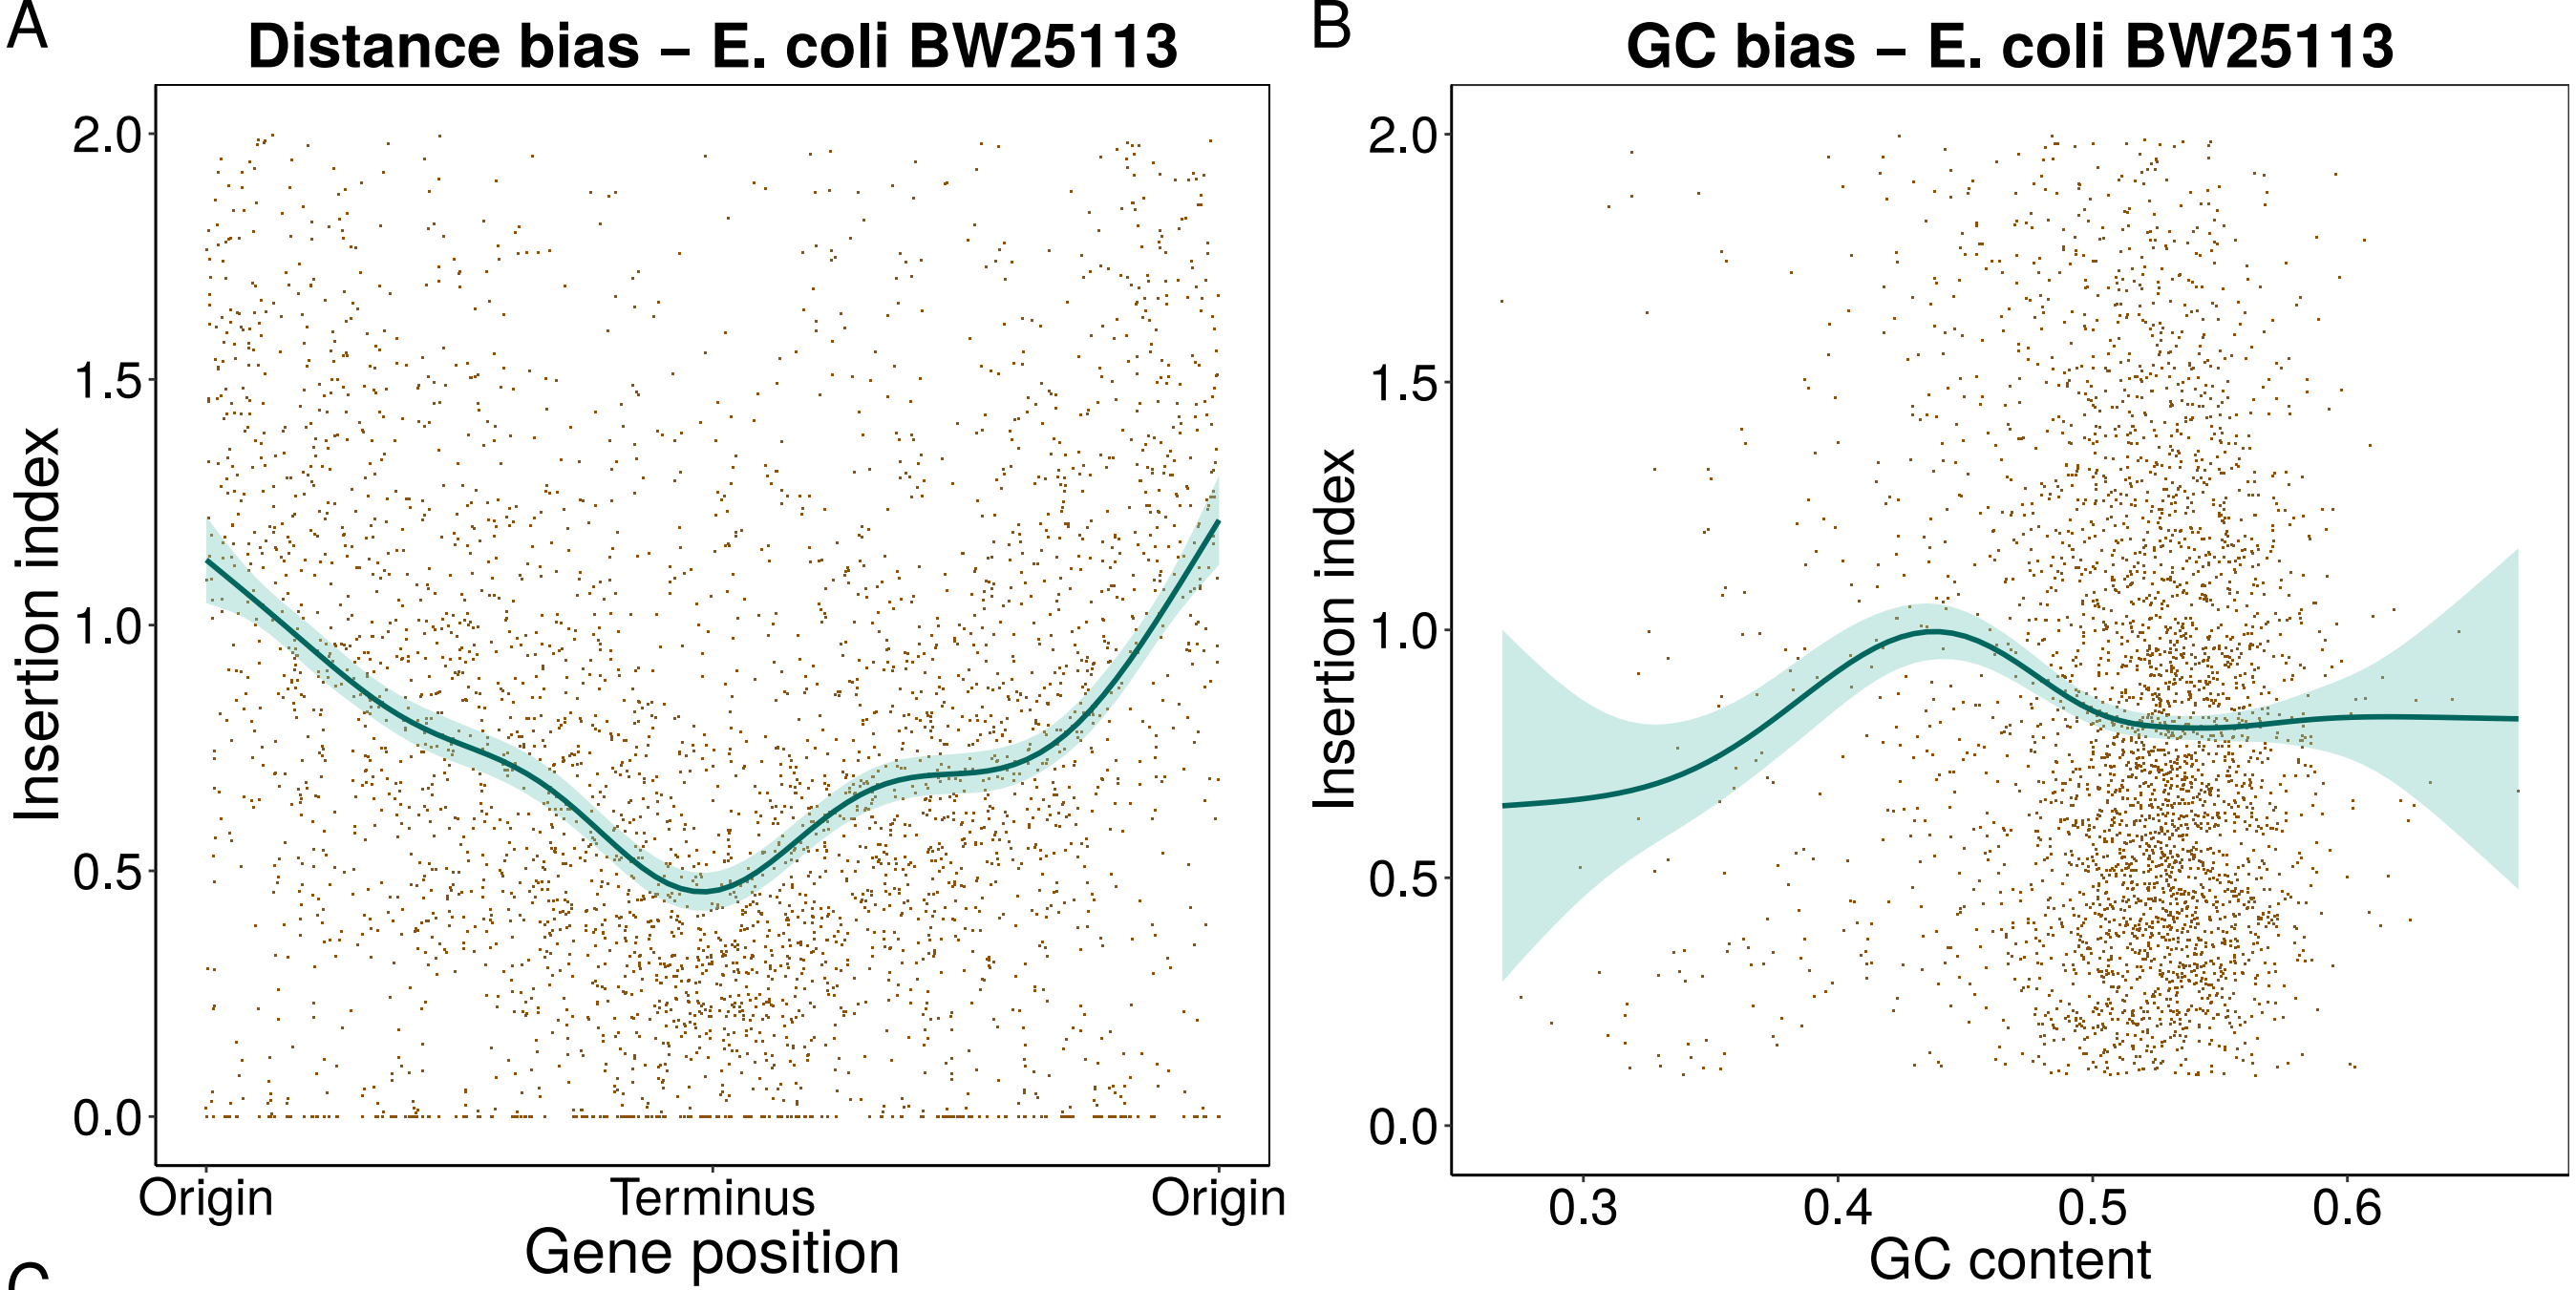 A
Distance bias – E. coli BW25113
Insertion index
2.0
1.5
1.0
0.5
0.0
Origin
Terminus
Origin
Gene position
B
GC bias – E. coli BW25113
Insertion index
2.0
1.5
1.0
0.5
0.0
0.3
0.4
0.5
0.6
GC content